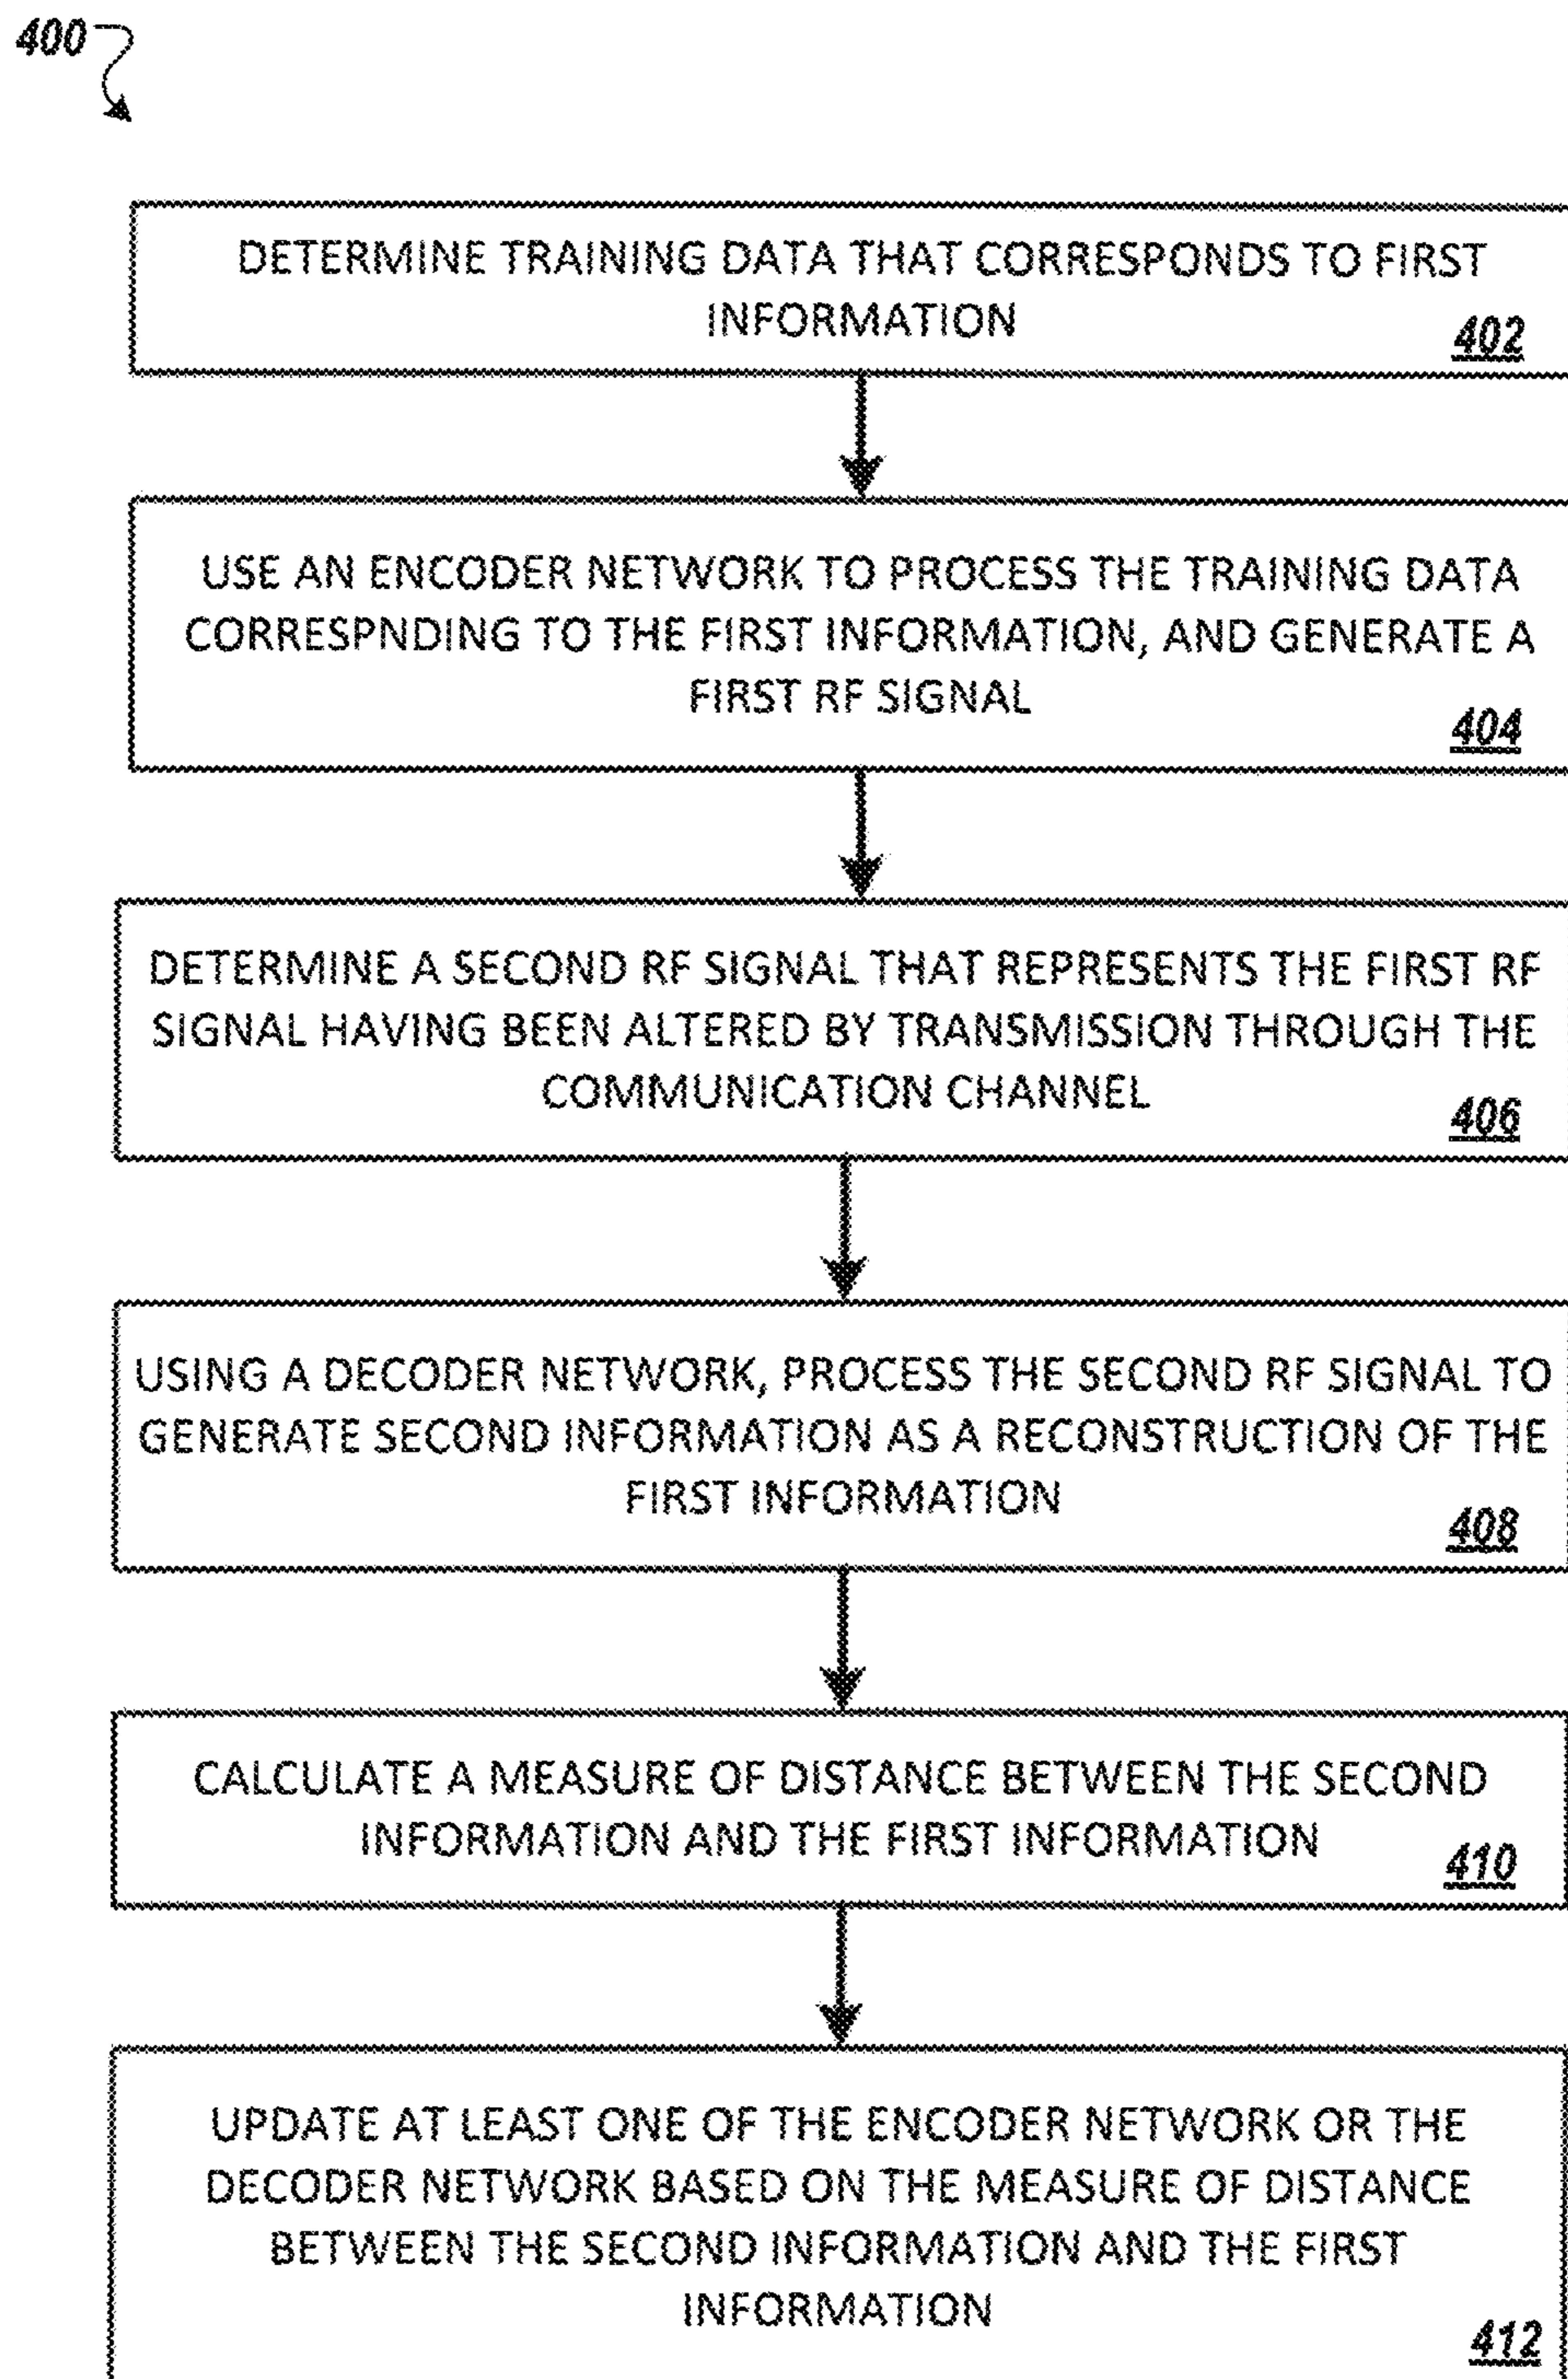 400
DETERMINE TRAINING DATA THAT CORRESPONDS TO FIRST
INFORMATION
402
USE AN ENCODER NETWORK TO PROCESS THE TRAINING DATA
CORRESPNDING TO THE FIRST INFORMATION, AND GENERATE A
FIRST RF SIGNAL
404
DETERMINE A SECOND RF SIGNAL THAT REPRESENTS THE FIRST RF
SIGNAL HAVING BEEN ALTERED BY TRANSMISSION THROUGH THE
COMMUNICATION CHANNEL
406
USING A DECODER NETWORK, PROCESS THE SECOND RF SIGNAL TO
GENERATE SECOND INFORMATION AS A RECONSTRUCTION OF THE
FIRST INFORMATION
408
CALCULATE A MEASURE OF DISTANCE BETWEEN THE SECOND
INFORMATION AND THE FIRST INFORMATION
410
UPDATE AT LEAST ONE OF THE ENCODER NETWORK OR THE
DECODER NETWORK BASED ON THE MEASURE OF DISTANCE
BETWEEN THE SECOND INFORMATION AND THE FIRST
INFORMATION
412